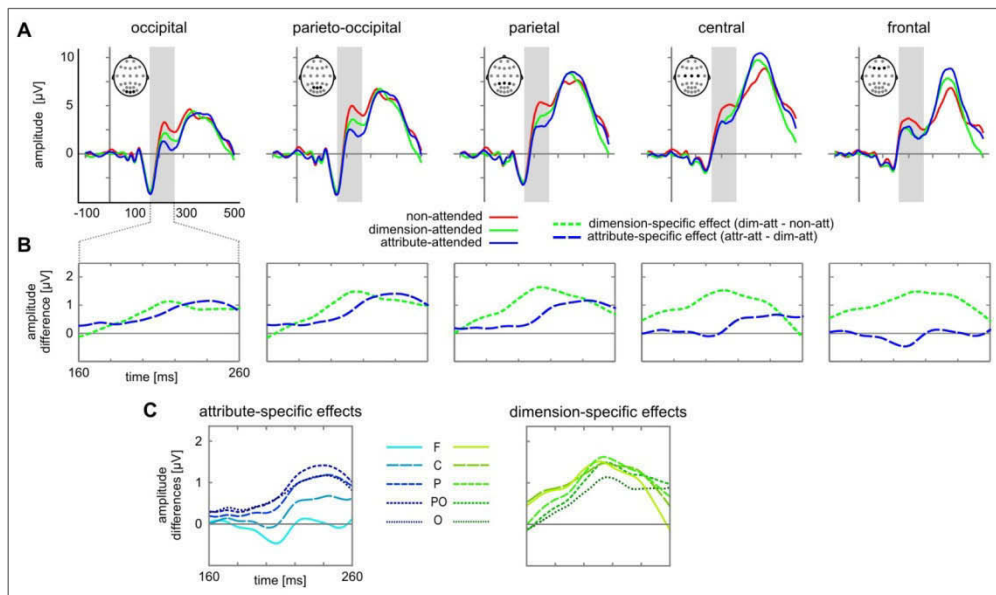 A
occipital
parieto-occipital
parietal
central
frontal
amplitude [µV]
10
5
0
-100
100
300
500
non-attended
dimension-attended
attribute-attended
dimension-specific effect (dim-att - non-att)
attribute-specific effect (attr-att - dim-att)
B
amplitude
difference [µV]
2
1
0
160
260
time [ms]
C
attribute-specific effects
dimension-specific effects
amplitude
differences [µV]
2
1
0
160
260
time [ms]
F
C
P
PO
O